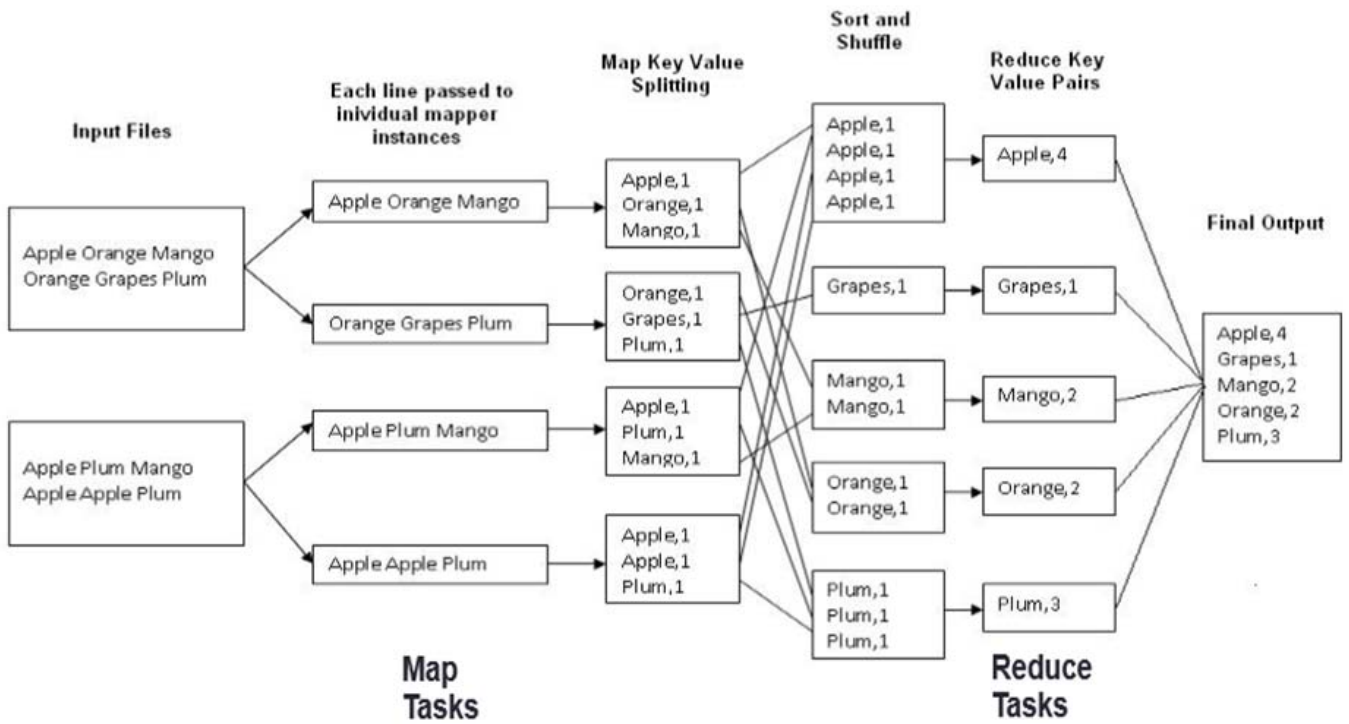 Input Files
Each line passed to
inividual mapper
instances
Map Key Value
Splitting
Sort and
Shuffle
Reduce Key
Value Pairs
Final Output
Apple Orange Mango
Orange Grapes Plum
Apple Plum Mango
Apple Apple Plum
Apple Orange Mango
Orange Grapes Plum
Apple Plum Mango
Apple Apple Plum
Apple,1
Orange,1
Mango,1
Orange,1
Grapes,1
Plum,1
Apple,1
Plum,1
Mango,1
Apple,1
Apple,1
Plum,1
Apple,1
Apple,1
Apple,1
Apple,1
Grapes,1
Mango,1
Mango,1
Orange,1
Orange,1
Plum,1
Plum,1
Plum,1
Apple,4
Grapes,1
Mango,2
Orange,2
Plum,3
Apple,4
Grapes,1
Mango,2
Orange,2
Plum,3
Map
Tasks
Reduce
Tasks